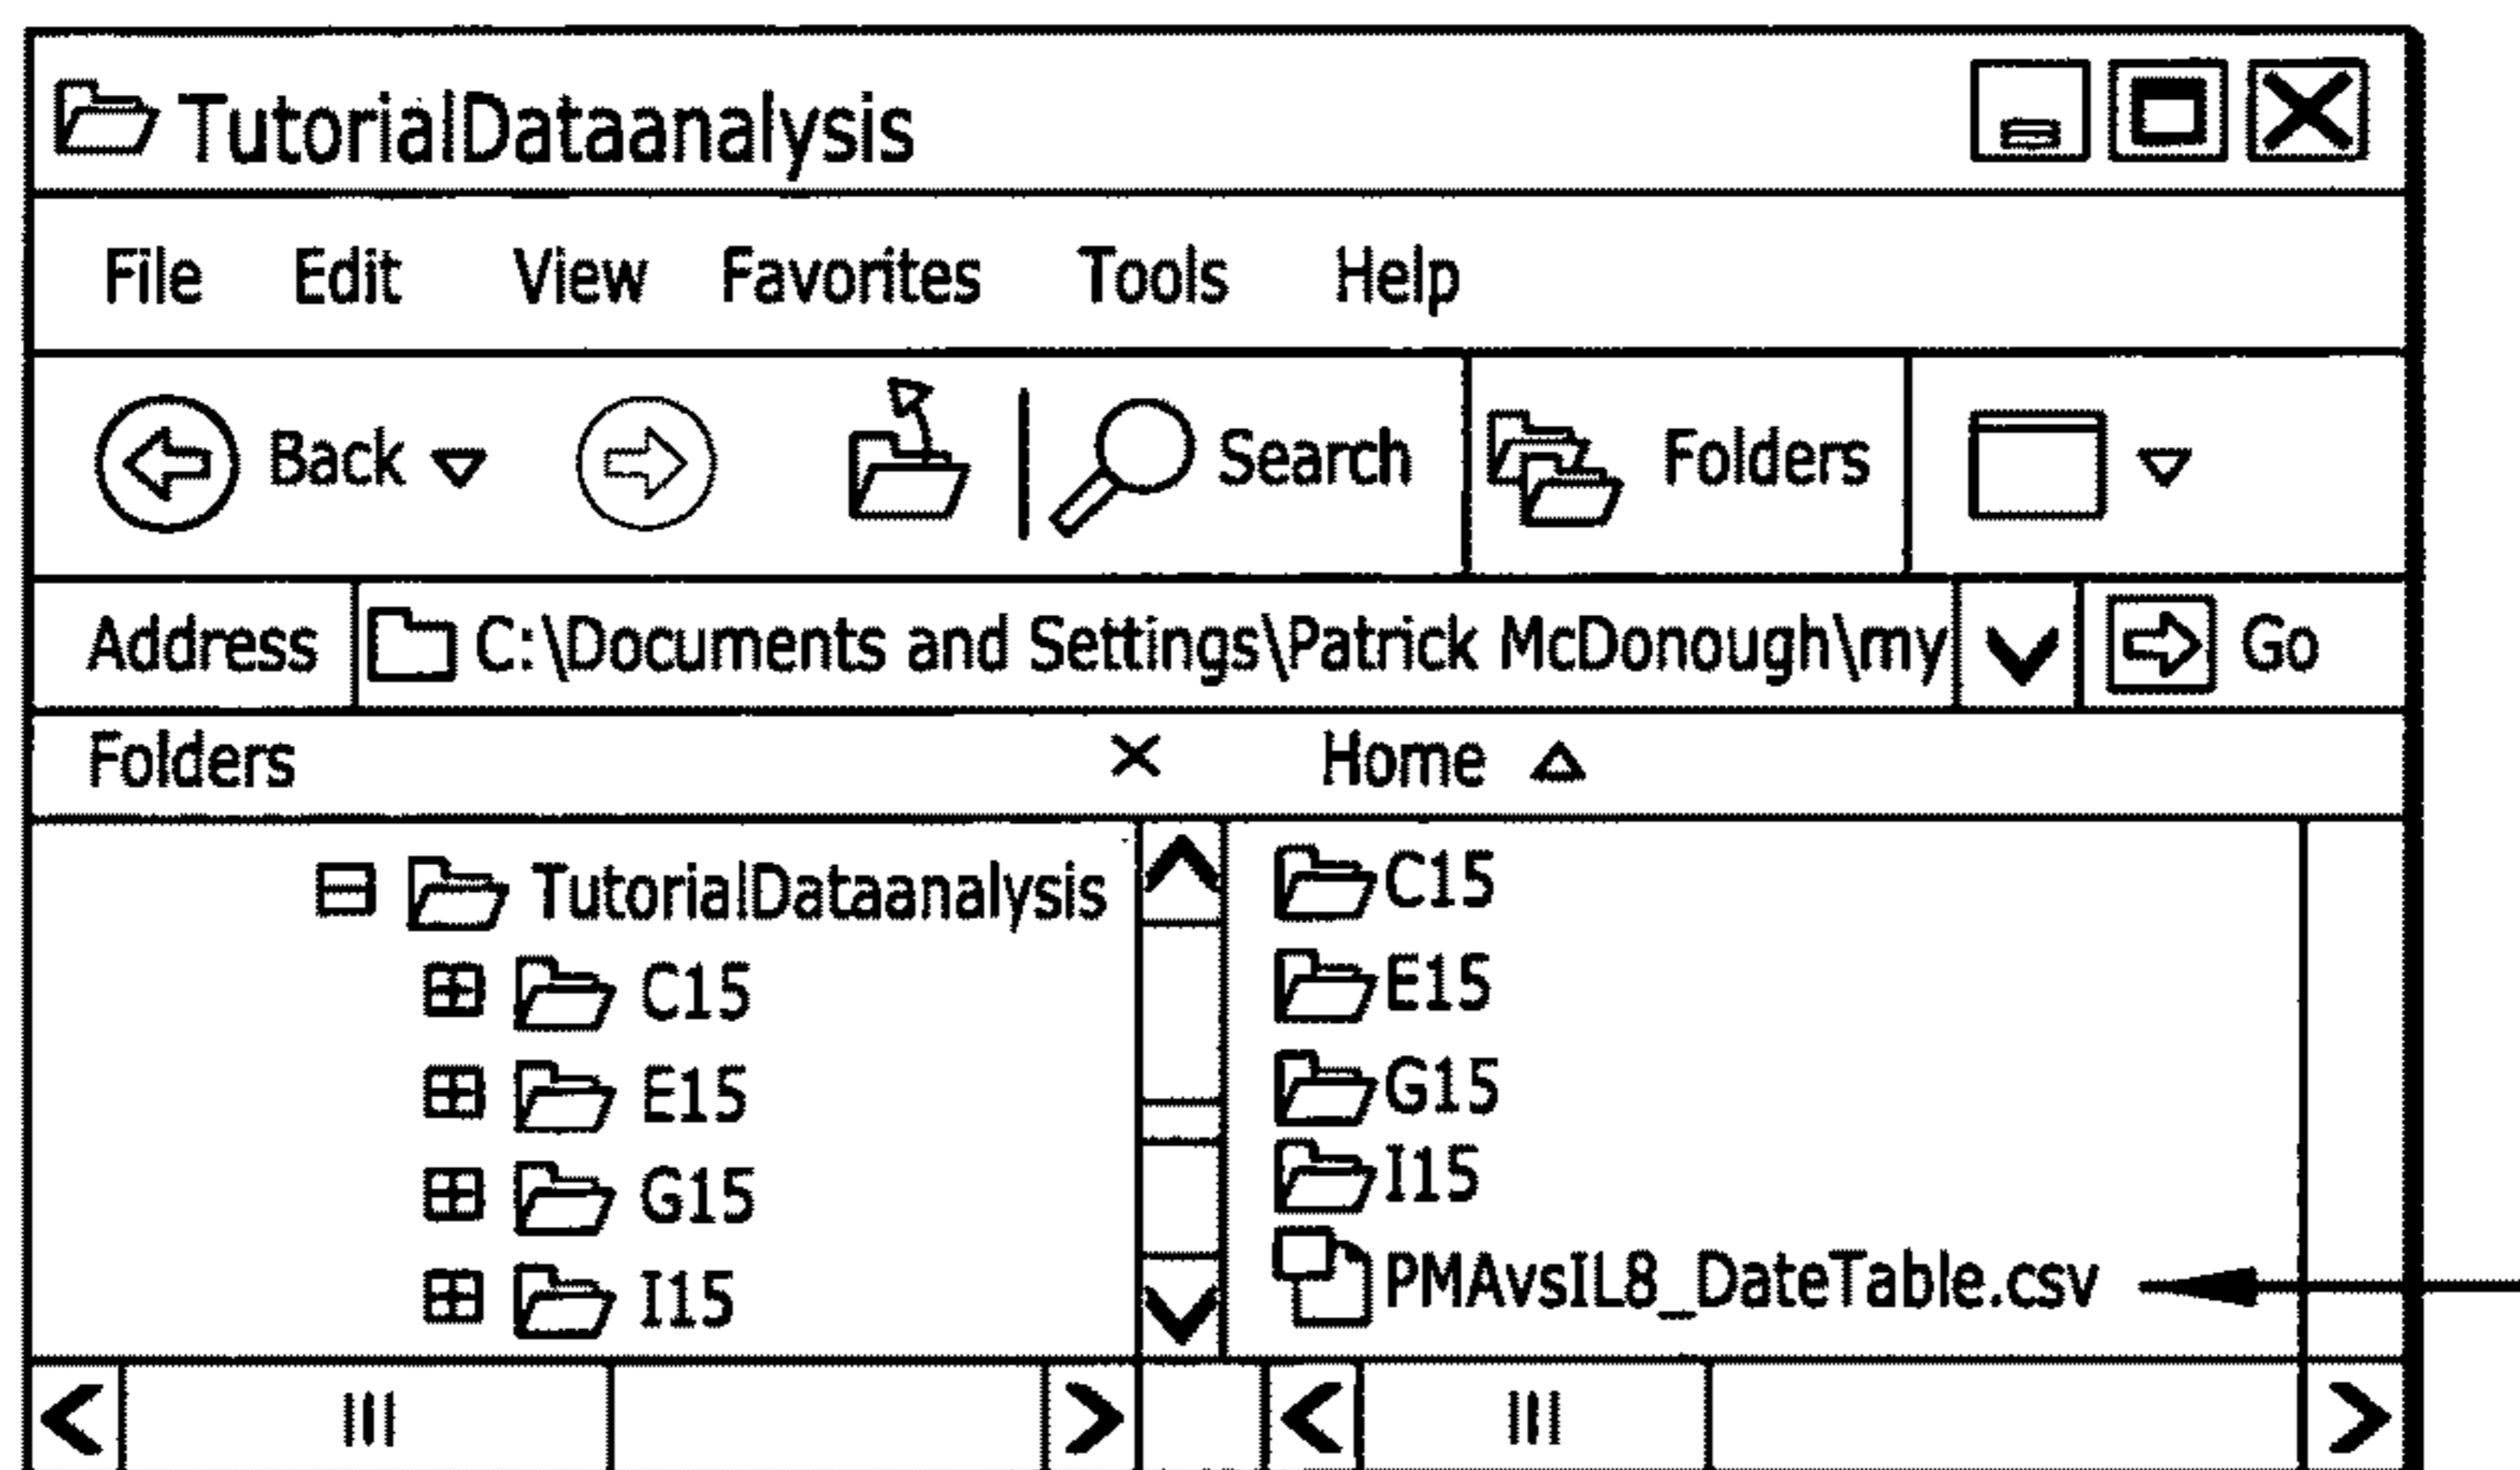 TutorialDataanalysis
File Edit View Favorites Tools Help
Back Search Folders
Address C:\Documents and Settings\Patrick McDonough\my Go
Folders Home
TutorialDataanalysis
C15
E15
G15
I15
C15
E15
G15
I15
PMAvsIL8_DateTable.csv